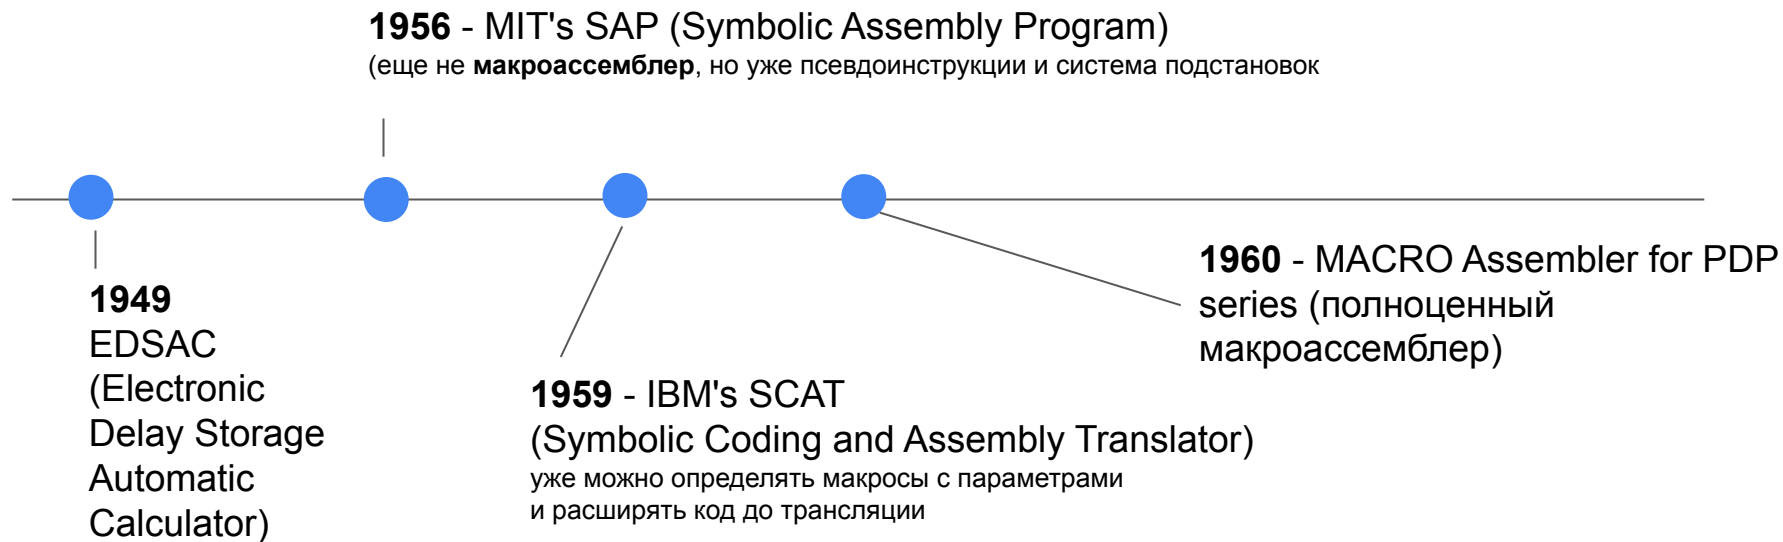 1956 - MIT's SAP (Symbolic Assembly Program)
(еще не макроассемблер, но уже псевдоинструкции и система подстановок
1949
EDSAC
(Electronic
Delay Storage
Automatic
Calculator)
1959 - IBM's SCAT
(Symbolic Coding and Assembly Translator)
уже можно определять макросы с параметрами
и расширять код до трансляции
1960 - MACRO Assembler for PDP
series (полноценный
макроассемблер)